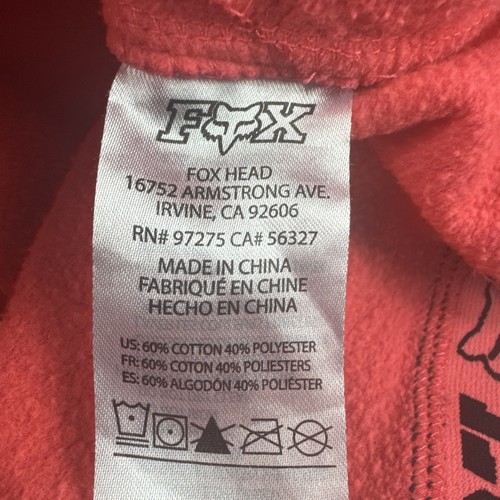 FOX
FOX HEAD
16752 ARMSTRONG AVE.
IRVINE, CA 92606
RN# 97275 CA# 56327
MADE IN CHINA
FABRIQUÉ EN CHINE
HECHO EN CHINA
US: 60% COTTON 40% POLYESTER
FR: 60% COTON 40% POLIESTERS
ES: 60% ALGODÓN 40% POLIÉSTER